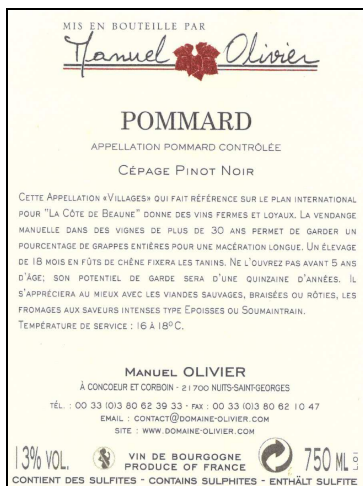 MIS EN BOUTEILLE PAR
Manuel Olivier
POMMARD
APPELLATION POMMARD CONTRÔLÉE
CÉPAGE PINOT NOIR
CETTE APPELLATION «VILLAGES» QUI FAIT RÉFÉRENCE SUR LE PLAN INTERNATIONAL
POUR "LA CÔTE DE BEAUNE" DONNE DES VINS FERMES ET LOYAUX. LA VENDANGE
MANUELLE DANS DES VIGNES DE PLUS DE 30 ANS PERMET DE GARDER UN
POURCENTAGE DE GRAPPES ENTIÈRES POUR UNE MACÉRATION LONGUE. UN ÉLEVAGE
DE 18 MOIS EN FÛTS DE CHÊNE FIXERA LES TANINS. NE L'OUVREZ PAS AVANT 5 ANS
D'ÂGE; SON POTENTIEL DE GARDE SERA D'UNE QUINZAINE D'ANNÉES. IL
S'APPRÉCIERA AU MIEUX AVEC LES VIANDES SAUVAGES, BRAISÉES OU RÔTIES, LES
FROMAGES AUX SAVEURS INTENSES TYPE EPOISSES OU SOUMAINTRAIN.
TEMPÉRATURE DE SERVICE : 16 À 18°C.
MANUEL OLIVIER
À CONCOEUR ET CORBOIN - 21700 NUITS-SAINT-GEORGES
TÉL. : 00 33 (0)3 80 62 39 33 - FAX : 00 33 (0)3 80 62 10 47
EMAIL : CONTACT@DOMAINE-OLIVIER.COM
SITE : WWW.DOMAINE-OLIVIER.COM
13% VOL. VIN DE BOURGOGNE 750 ML
PRODUCE OF FRANCE
CONTIENT DES SULFITES - CONTAINS SULPHITES - ENTHÄLT SULFITE